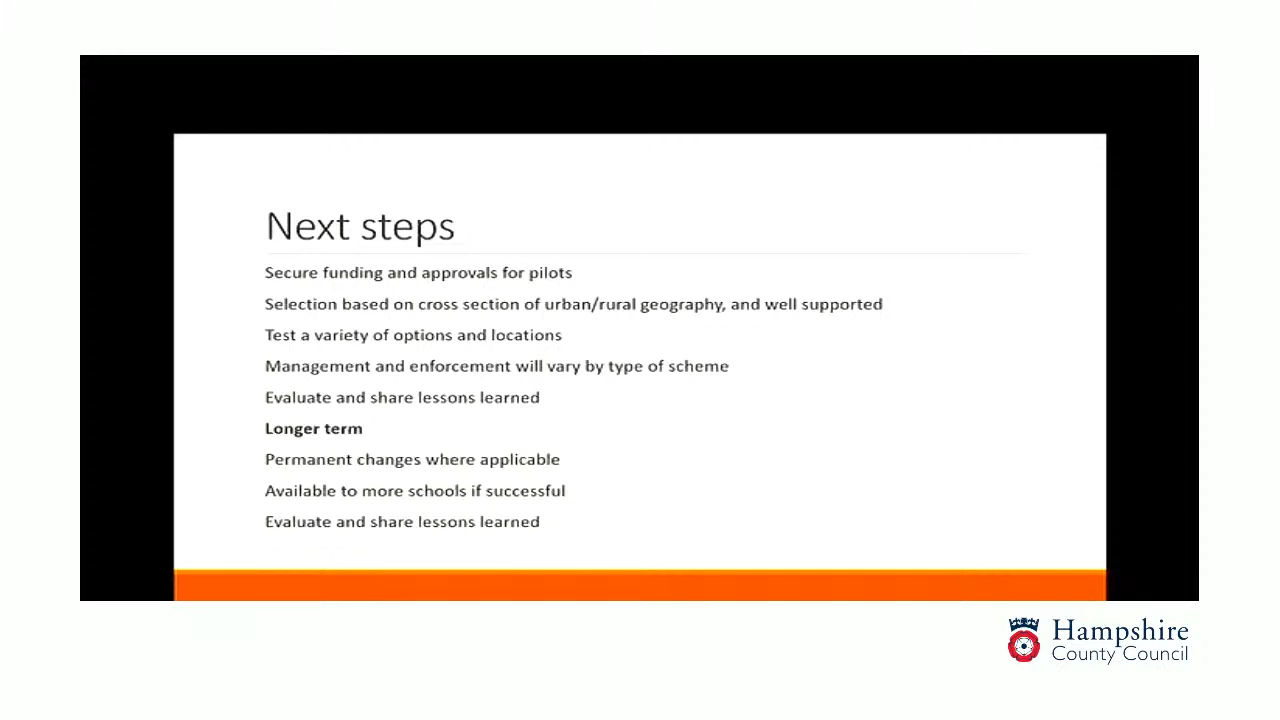 Next steps
Secure funding and approvals for pilots
Selection based on cross section of urban/rural geography, and well supported
Test a variety of options and locations
Management and enforcement will vary by type of scheme
Evaluate and share lessons learned
Longer term
Permanent changes where applicable
Available to more schools if successful
Evaluate and share lessons learned
Hampshire
County Council